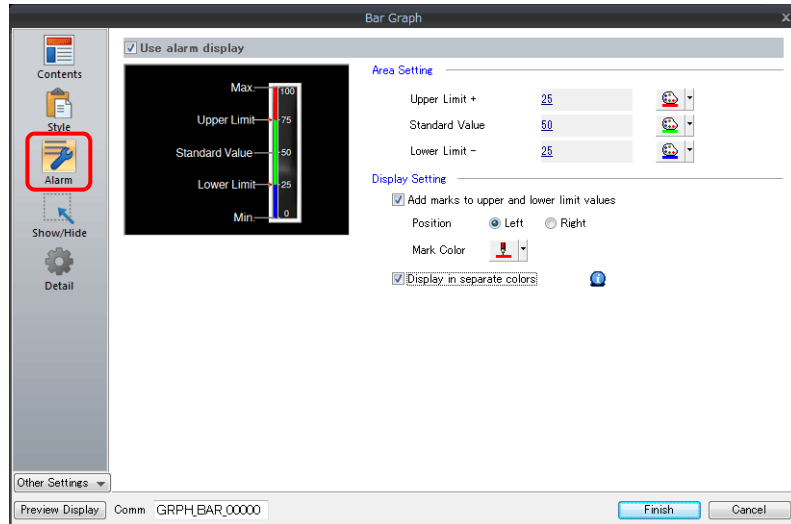 Bar Graph x
Contents
Style
Alarm
Show/Hide
Detail
Other Settings
Use alarm display
Max. 100
Upper Limit 75
Standard Value 50
Lower Limit 25
Min. 0
Area Setting
Upper Limit + 25
Standard Value 50
Lower Limit - 25
Display Setting
Add marks to upper and lower limit values
Position Left Right
Mark Color
Display in separate colors i
Preview Display Comm GRPH_BAR_00000 Finish Cancel